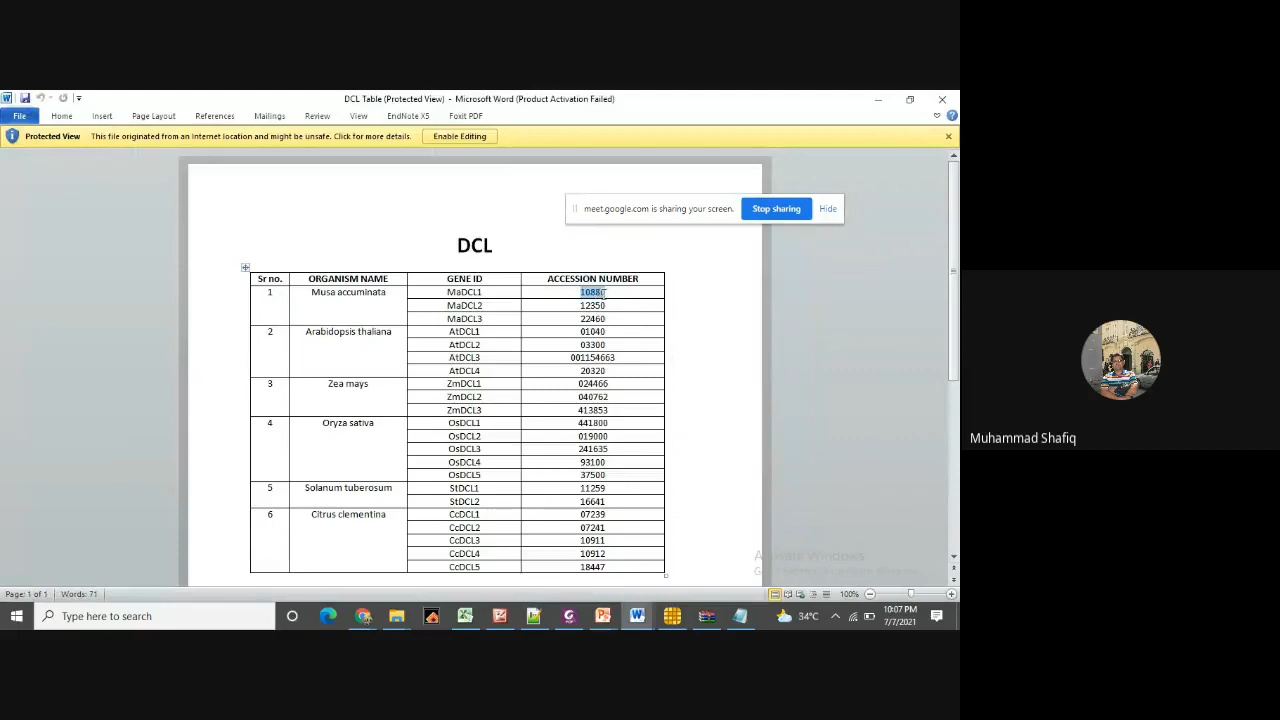 DCL Table (Protected View) - Microsoft Word (Product Activation Failed)
File Home Insert Page Layout References Mailings Review View EndNote X5 Foxit PDF
Protected View This file originated from an Internet location and might be unsafe. Click for more details. Enable Editing
meet.google.com is sharing your screen. Stop sharing Hide
DCL
Sr no. ORGANISM NAME GENE ID ACCESSION NUMBER
1 Musa accuminata MaDCL1
MaDCL2 12350
MaDCL3 22460
2 Arabidopsis thaliana AtDCL1 01040
AtDCL2 03300
AtDCL3 001154663
AtDCL4 20320
3 Zea mays ZmDCL1 024466
ZmDCL2 040762
ZmDCL3 413853
4 Oryza sativa OsDCL1 441800
OsDCL2 019000
OsDCL3 241635
OsDCL4 93100
OsDCL5 37500
5 Solanum tuberosum StDCL1 11259
StDCL2 16641
6 Citrus clementina CcDCL1 07239
CcDCL2 07241
CcDCL3 10911
CcDCL4 10912
CcDCL5 18447
Muhammad Shafiq
Activate Windows
Page: 1 of 1 Words: 71 100%
Type here to search 34°C 10:07 PM
7/7/2021